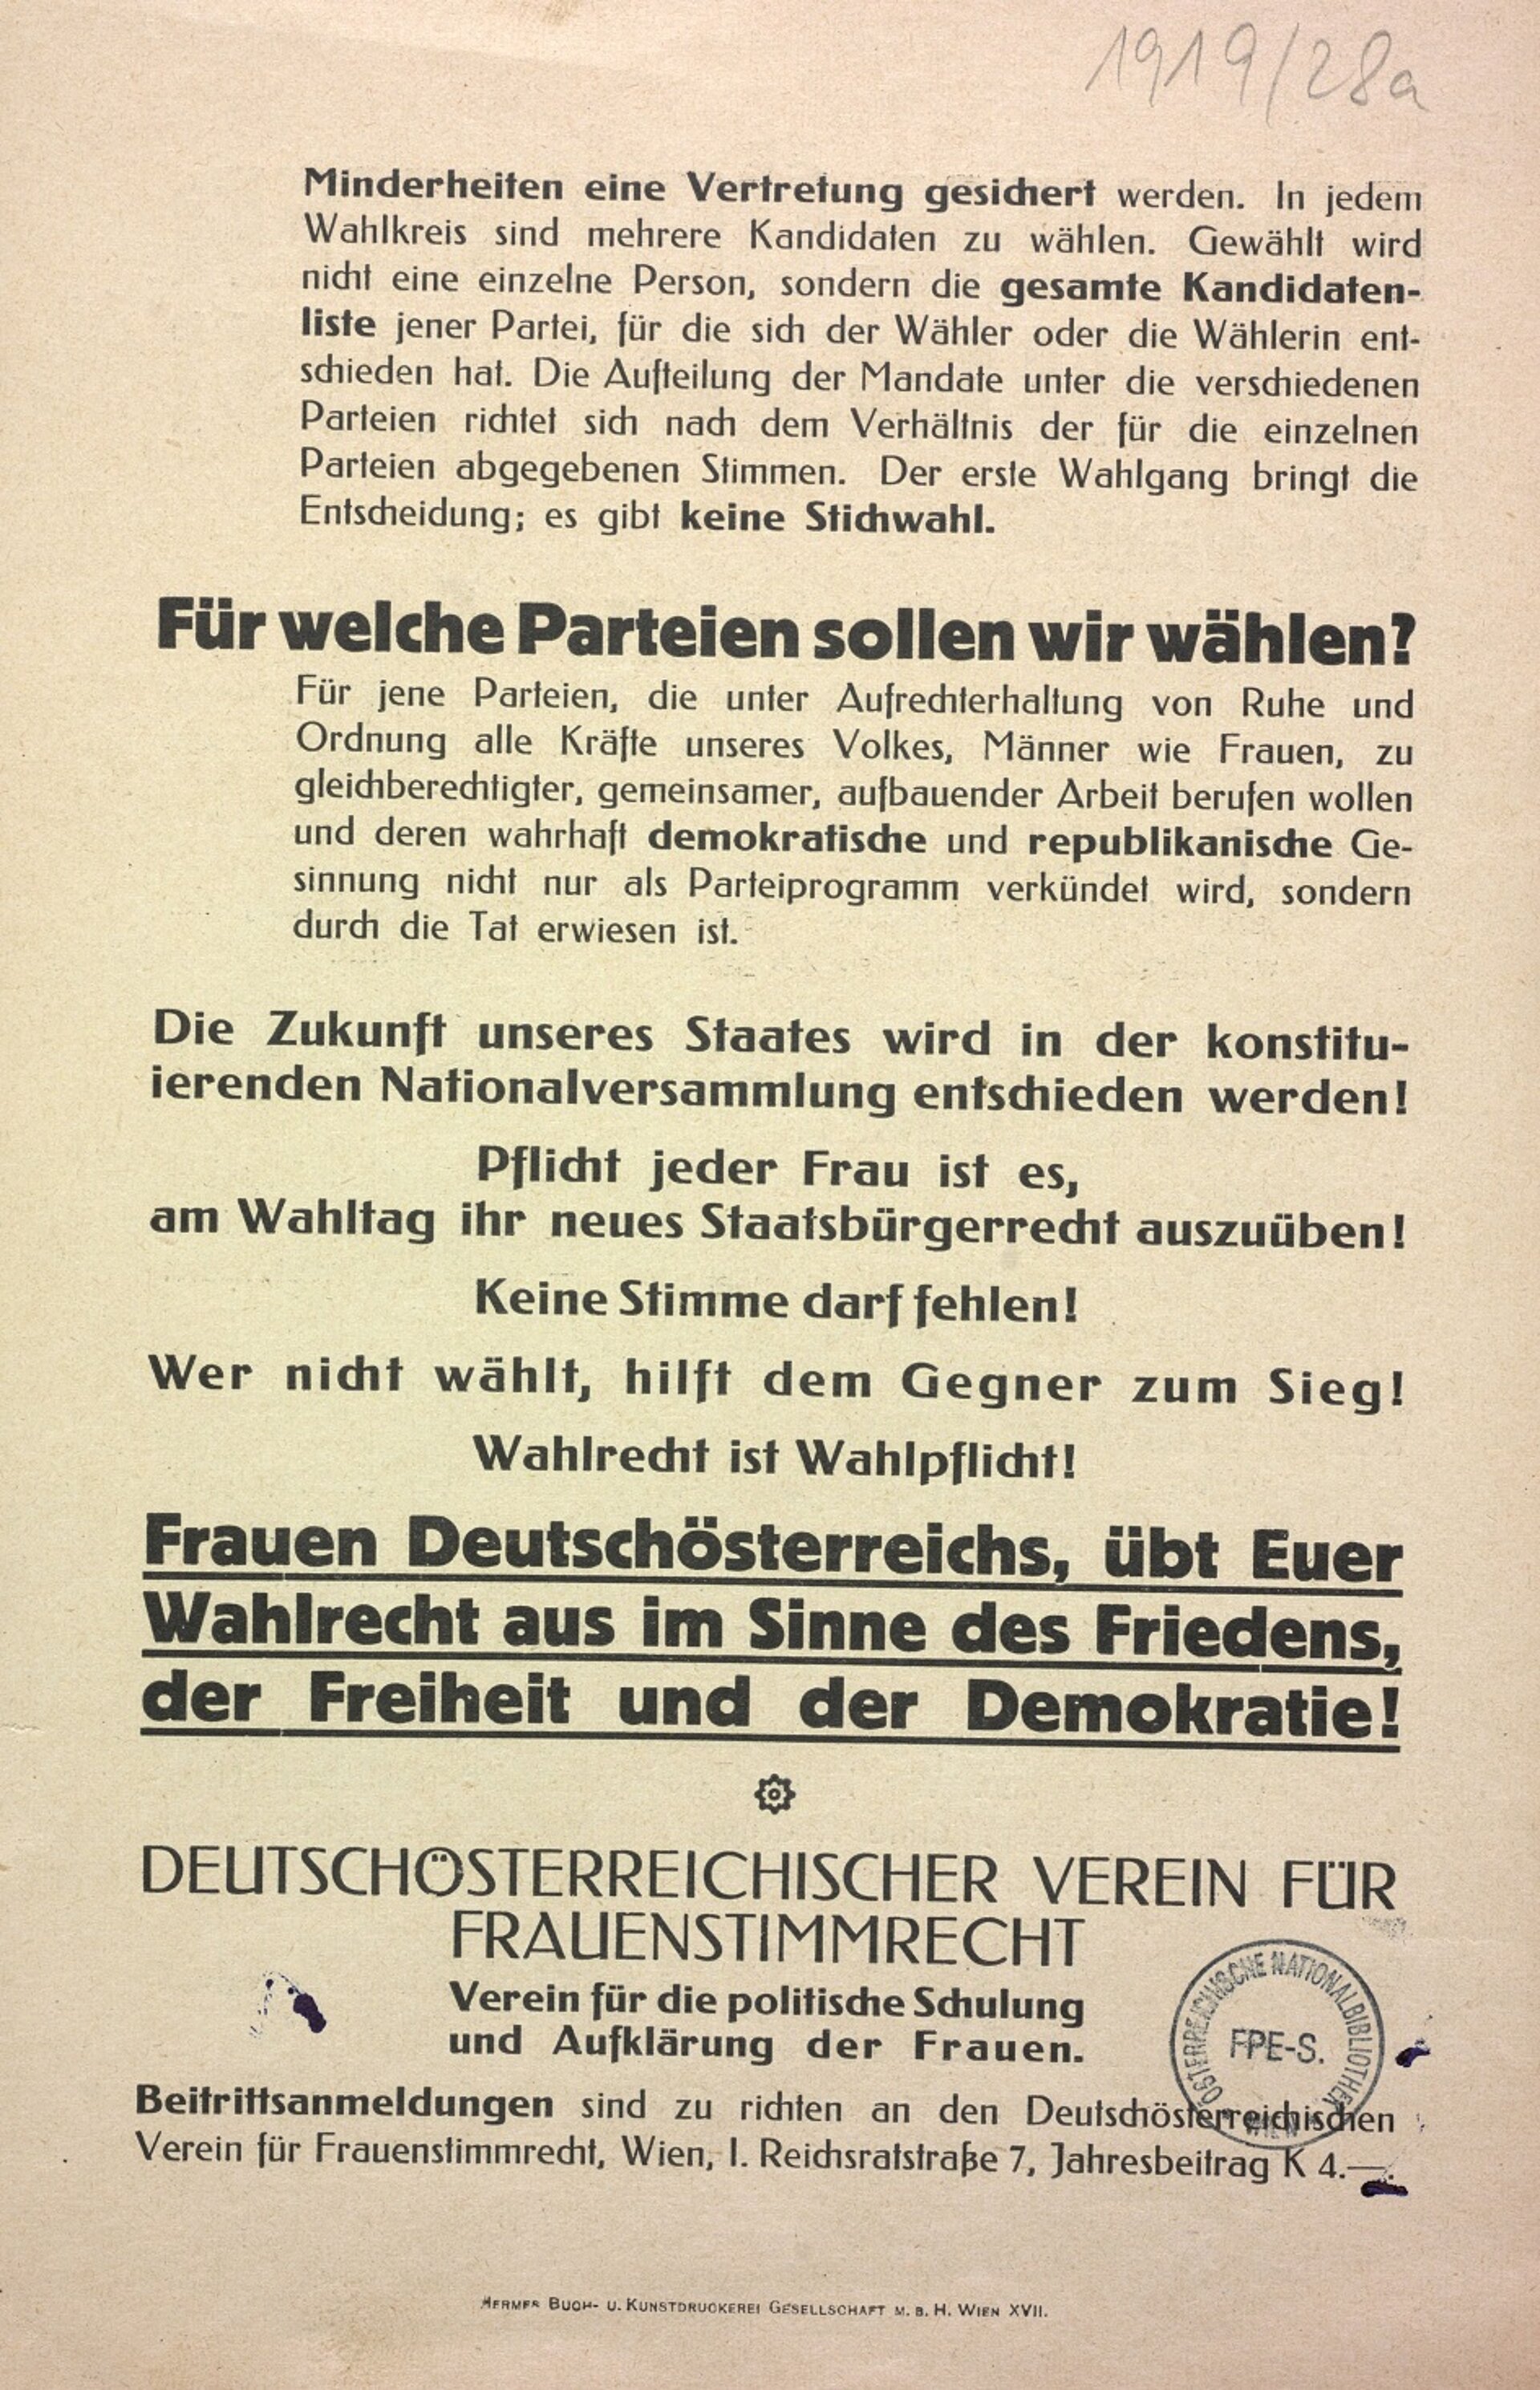 1919/28a
Minderheiten eine Vertretung gesichert werden. In jedem
Wahlkreis sind mehrere Kandidaten zu wählen. Gewählt wird
nicht eine einzelne Person, sondern die gesamte Kandidaten-
liste jener Partei, für die sich der Wähler oder die Wählerin ent-
schieden hat. Die Aufteilung der Mandate unter die verschiedenen
Parteien richtet sich nach dem Verhältnis der für die einzelnen
Parteien abgegebenen Stimmen. Der erste Wahlgang bringt die
Entscheidung; es gibt keine Stichwahl.
Für welche Parteien sollen wir wählen?
Für jene Parteien, die unter Aufrechterhaltung von Ruhe und
Ordnung alle Kräfte unseres Volkes, Männer wie Frauen, zu
gleichberechtigter, gemeinsamer, aufbauender Arbeit berufen wollen
und deren wahrhaft demokratische und republikanische Ge-
sinnung nicht nur als Parteiprogramm verkündet wird, sondern
durch die Tat erwiesen ist.
Die Zukunft unseres Staates wird in der konstitu-
ierenden Nationalversammlung entschieden werden!
Pflicht jeder Frau ist es,
am Wahltag ihr neues Staatsbürgerrecht auszuüben!
Keine Stimme darf fehlen!
Wer nicht wählt, hilft dem Gegner zum Sieg!
Wahlrecht ist Wahlpflicht!
Frauen Deutschösterreichs, übt Euer
Wahlrecht aus im Sinne des Friedens,
der Freiheit und der Demokratie!
DEUTSCHÖSTERREICHISCHER VEREIN FÜR
FRAUENSTIMMRECHT
Verein für die politische Schulung
und Aufklärung der Frauen.
ÖSTERREICHISCHE NATIONALBIBLIOTHEK
FPE-S.
WIEN
Beitrittsanmeldungen sind zu richten an den Deutschösterreichischen
Verein für Frauenstimmrecht, Wien, I. Reichsratstraße 7, Jahresbeitrag K 4.—.
HERMES BUCH- U. KUNSTDRUCKEREI GESELLSCHAFT M. B. H. WIEN XVII.